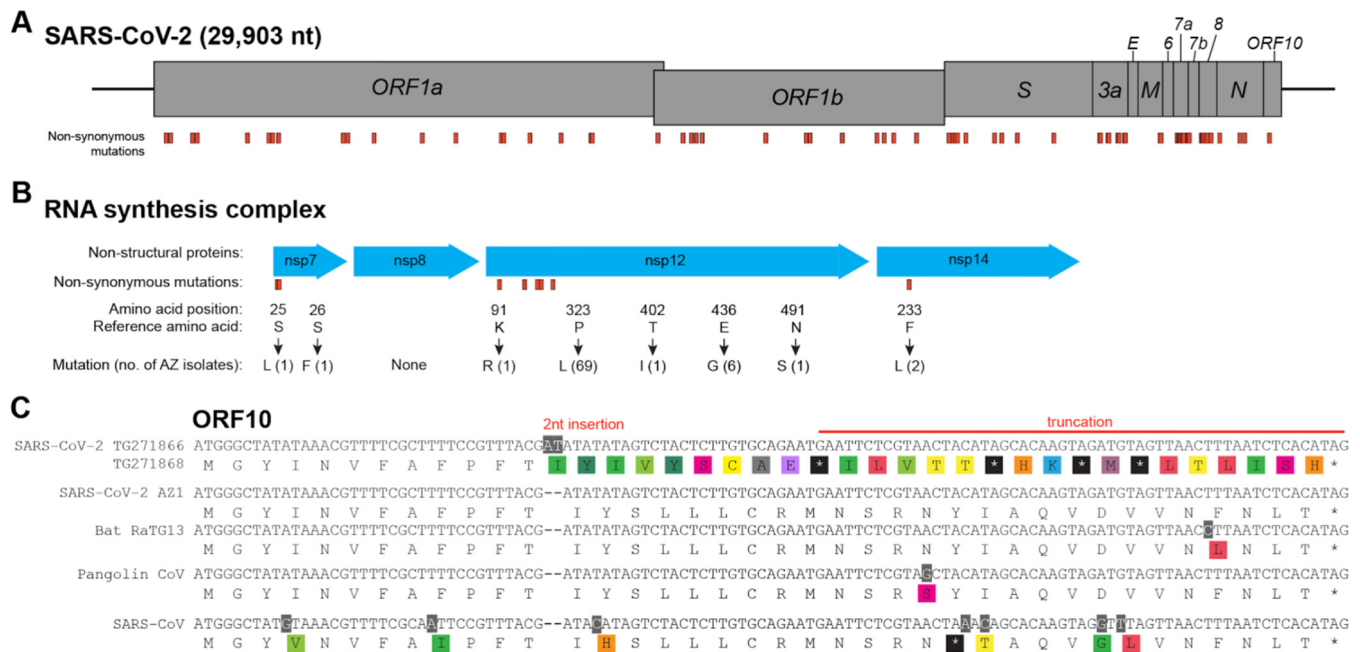 A SARS-CoV-2 (29,903 nt)
7a 8
E 6 7b ORF10
ORF1a ORF1b S 3a M N
Non-synonymous
mutations
B RNA synthesis complex
Non-structural proteins: nsp7 nsp8 nsp12 nsp14
Non-synonymous mutations:
Amino acid position: 25 26 91 323 402 436 491 233
Reference amino acid: S S K P T E N F
Mutation (no. of AZ isolates): L (1) F (1) None R (1) L (69) I (1) G (6) S (1) L (2)
C ORF10
2nt insertion truncation
SARS-CoV-2 TG271866 ATGGGCTATATAAACGTTTTCGCTTTTCCGTTTACGATATATATAGTCTACTCTTGTGCAGAATGAATTCTCGTAACTACATAGCACAAGTAGATGTAGTTAACTTTAATCTCACATAG
TG271868 M G Y I N V F A F P F T I Y I V Y S C A E * I L V T T * H K * M * L T L I S H *
SARS-CoV-2 AZ1 ATGGGCTATATAAACGTTTTCGCTTTTCCGTTTACG--ATATATAGTCTACTCTTGTGCAGAATGAATTCTCGTAACTACATAGCACAAGTAGATGTAGTTAACTTTAATCTCACATAG
M G Y I N V F A F P F T I Y S L L L C R M N S R N Y I A Q V D V V N F N L T *
Bat RaTG13 ATGGGCTATATAAACGTTTTCGCTTTTCCGTTTACG--ATATATAGTCTACTCTTGTGCAGAATGAATTCTCGTAACTACATAGCACAAGTAGATGTAGTTAACCTTAATCTCACATAG
M G Y I N V F A F P F T I Y S L L L C R M N S R N Y I A Q V D V V N L N L T *
Pangolin CoV ATGGGCTATATAAACGTTTTCGCTTTTCCGTTTACG--ATATATAGTCTACTCTTGTGCAGAATGAATTCTCGTAGCTACATAGCACAAGTAGATGTAGTTAACTTTAATCTCACATAG
M G Y I N V F A F P F T I Y S L L L C R M N S R S Y I A Q V D V V N F N L T *
SARS-CoV ATGGGCTATGTAAACGTTTTCGCAATTCCGTTTACG--ATACATAGTCTACTCTTGTGCAGAATGAATTCTCGTAACTAAACAGCACAAGTAGGTTTAGTTAACTTTAATCTCACATAG
M G Y V N V F A I P F T I H S L L L C R M N S R N * T A Q V G L V N F N L T *